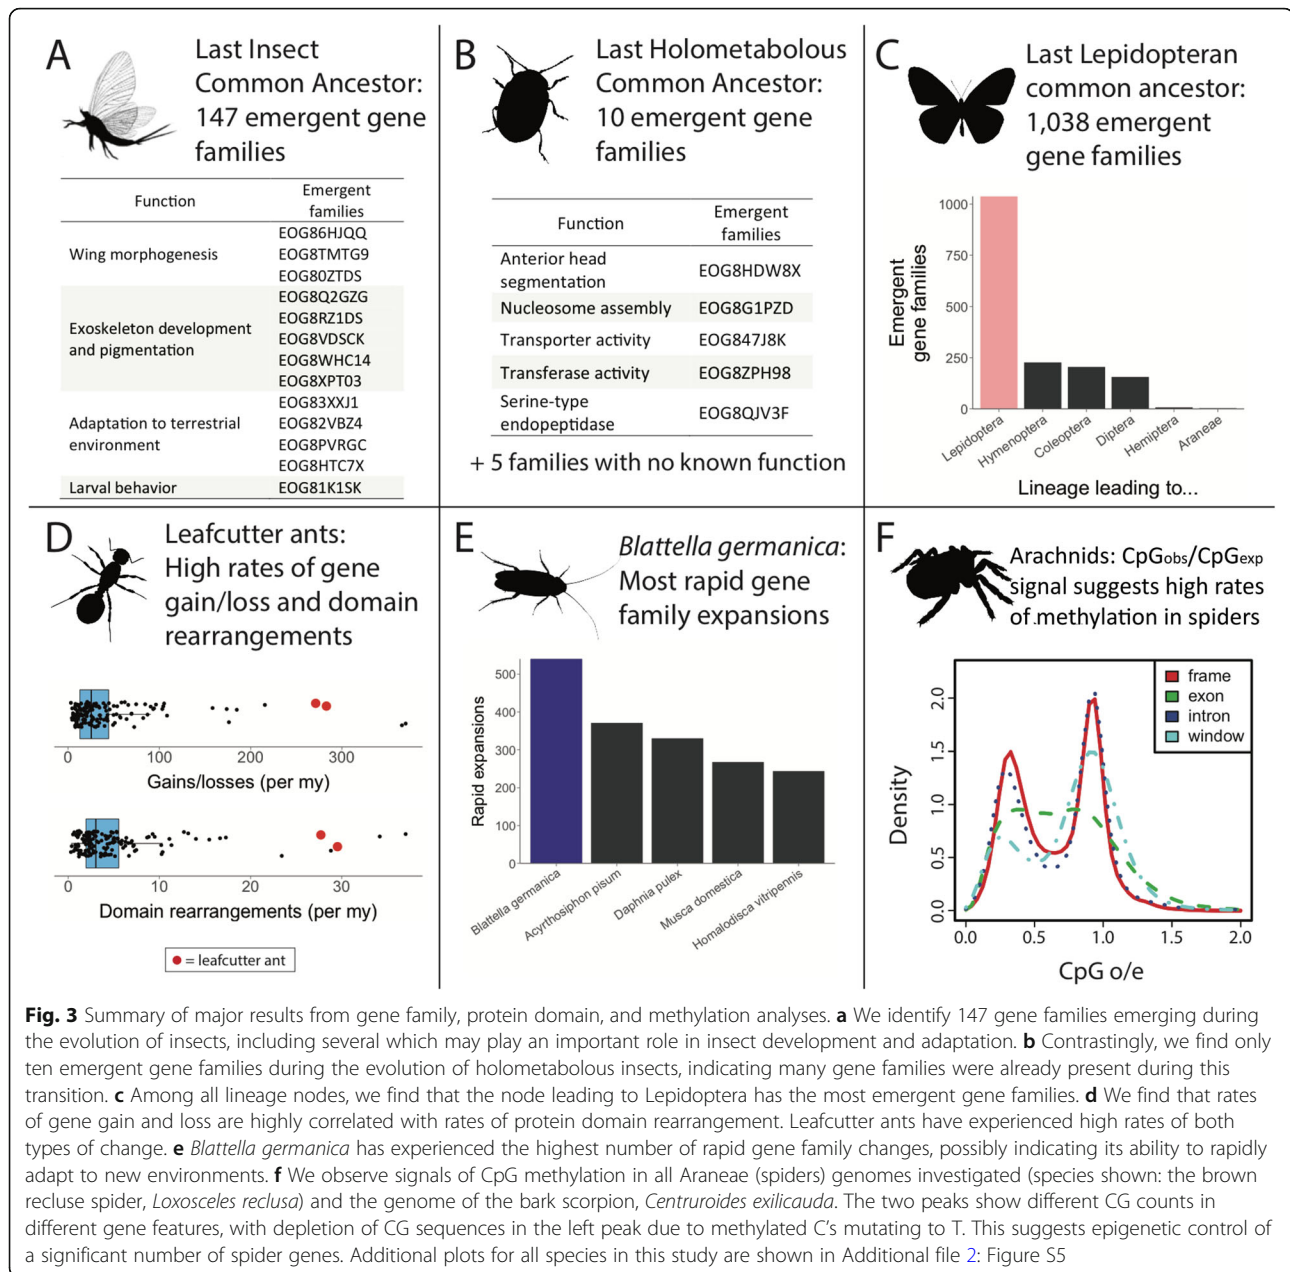 A
Last Insect
Common Ancestor:
147 emergent gene
families
Function
Emergent
families
Wing morphogenesis
EOG86HJQQ
EOG8TMTG9
EOG80ZTDS
Exoskeleton development
and pigmentation
EOG8Q2GZG
EOG8RZ1DS
EOG8VDSCK
EOG8WHC14
EOG8XPT03
Adaptation to terrestrial
environment
EOG83XXJ1
EOG82VBZ4
EOG8PVRGC
EOG8HTC7X
Larval behavior
EOG81K1SK
B
Last Holometabolous
Common Ancestor:
10 emergent gene
families
Function
Emergent
families
Anterior head
segmentation
EOG8HDW8X
Nucleosome assembly
EOG8G1PZD
Transporter activity
EOG847J8K
Transferase activity
EOG8ZPH98
Serine-type
endopeptidase
EOG8QJV3F
+ 5 families with no known function
C
Last Lepidopteran
common ancestor:
1,038 emergent
gene families
Emergent
gene families
1000
750
500
250
0
Lepidoptera
Hymenoptera
Coleoptera
Diptera
Hemiptera
Araneae
Lineage leading to...
D
Leafcutter ants:
High rates of gene
gain/loss and domain
rearrangements
0 100 200 300
Gains/losses (per my)
0 10 20 30
Domain rearrangements (per my)
= leafcutter ant
E
Blattella germanica:
Most rapid gene
family expansions
Rapid expansions
500
400
300
200
100
0
Blattella germanica
Acyrthosiphon pisum
Daphnia pulex
Musca domestica
Homalodisca vitripennis
F
Arachnids: CpGobs/CpGexp
signal suggests high rates
of methylation in spiders
frame
exon
intron
window
Density
2.0
1.5
1.0
0.5
0.0
0.0 0.5 1.0 1.5 2.0
CpG o/e
Fig. 3 Summary of major results from gene family, protein domain, and methylation analyses. a We identify 147 gene families emerging during
the evolution of insects, including several which may play an important role in insect development and adaptation. b Contrastingly, we find only
ten emergent gene families during the evolution of holometabolous insects, indicating many gene families were already present during this
transition. c Among all lineage nodes, we find that the node leading to Lepidoptera has the most emergent gene families. d We find that rates
of gene gain and loss are highly correlated with rates of protein domain rearrangement. Leafcutter ants have experienced high rates of both
types of change. e Blattella germanica has experienced the highest number of rapid gene family changes, possibly indicating its ability to rapidly
adapt to new environments. f We observe signals of CpG methylation in all Araneae (spiders) genomes investigated (species shown: the brown
recluse spider, Loxosceles reclusa) and the genome of the bark scorpion, Centruroides exilicauda. The two peaks show different CG counts in
different gene features, with depletion of CG sequences in the left peak due to methylated C's mutating to T. This suggests epigenetic control of
a significant number of spider genes. Additional plots for all species in this study are shown in Additional file 2: Figure S5